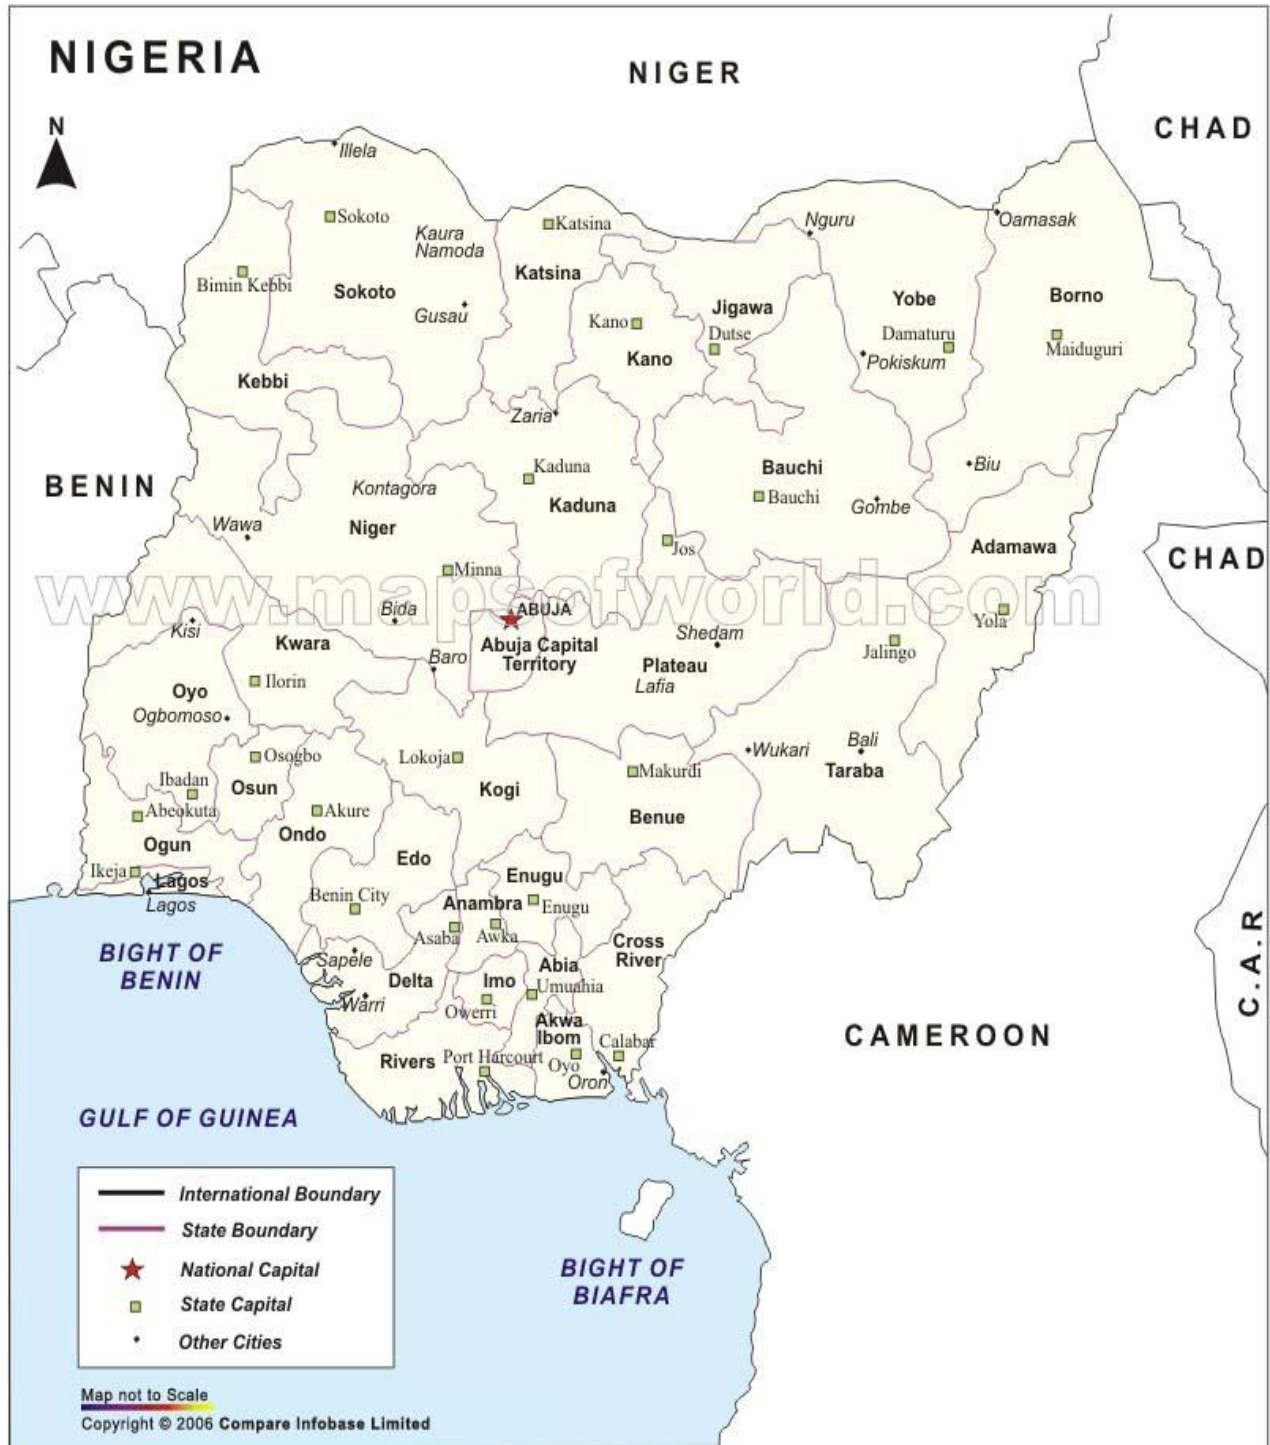 NIGERIA
NIGER
CHAD
N
Illela
Sokoto
Katsina
Nguru
Oamasak
Kaura
Namoda
Bimin Kebbi
Sokoto
Katsina
Gusau
Jigawa
Yobe
Borno
Kano
Dutse
Damaturu
Maiduguri
Kano
Pokiskum
Kebbi
Zaria
BENIN
Kaduna
Bauchi
Biu
Kontagora
Kaduna
Bauchi
Gombe
Wawa
Niger
Jos
Adamawa
CHAD
Minna
www.mapsofworld.com
Bida
ABUJA
Yola
Kisi
Kwara
Abuja Capital
Territory
Shedam
Jalingo
Baro
Plateau
Lafia
Ilorin
Oyo
Ogbomoso
Osogbo
Lokoja
Makurdi
Wukari
Bali
Taraba
Ibadan
Osun
Kogi
Abeokuta
Akure
Benue
Ogun
Ondo
Edo
Ikeja
Lagos
Lagos
Benin City
Enugu
Anambra
Enugu
Asaba
Awka
Cross
River
BIGHT OF
BENIN
Sapele
Delta
Abia
Imo
Umuahia
Warri
Owerri
Akwa
Ibom
Calabar
Rivers
Port Harcourt
Oyo
Oron
CAMEROON
C.A.R
GULF OF GUINEA
International Boundary
State Boundary
National Capital
State Capital
Other Cities
BIGHT OF
BIAFRA
Map not to Scale
Copyright © 2006 Compare Infobase Limited